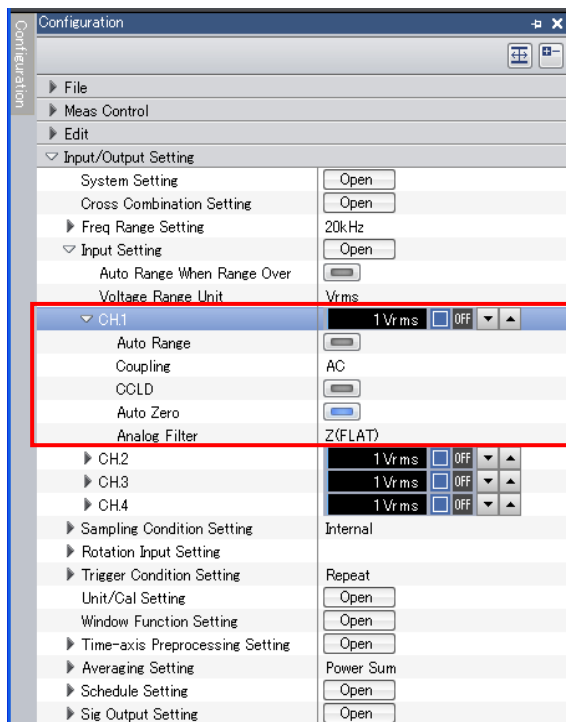 Configuration
Configuration
File
Meas Control
Edit
Input/Output Setting
System Setting Open
Cross Combination Setting Open
Freq Range Setting 20kHz
Input Setting Open
Auto Range When Range Over
Voltage Range Unit Vrms
CH.1 1Vrms OFF
Auto Range
Coupling AC
CCLD
Auto Zero
Analog Filter Z(FLAT)
CH.2 1Vrms OFF
CH.3 1Vrms OFF
CH.4 1Vrms OFF
Sampling Condition Setting Internal
Rotation Input Setting
Trigger Condition Setting Repeat
Unit/Cal Setting Open
Window Function Setting Open
Time-axis Preprocessing Setting Open
Averaging Setting Power Sum
Schedule Setting Open
Sig Output Setting Open